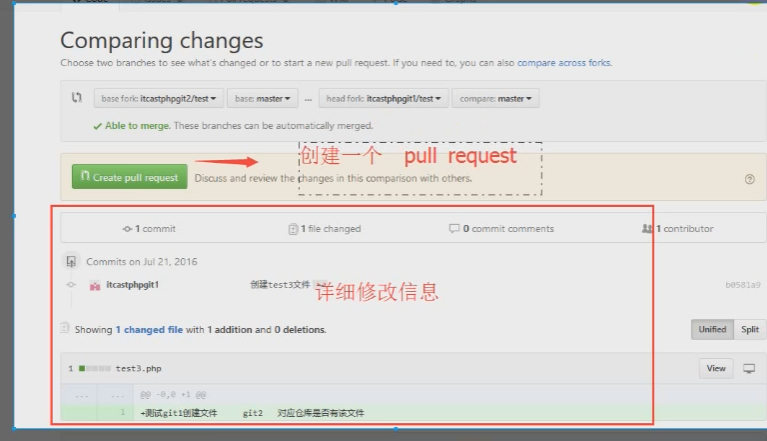 Comparing changes
Choose two branches to see what's changed or to start a new pull request. If you need to, you can also compare across forks.
base fork: itcastphpgit2/test base: master ... head fork: itcastphpgit1/test compare: master
Able to merge. These branches can be automatically merged.
创建一个 pull request
Create pull request Discuss and review the changes in this comparison with others.
1 commit 1 file changed 0 commit comments 1 contributor
Commits on Jul 21, 2016
itcastphpgit1 创建test3文件 b0581a9
详细修改信息
Showing 1 changed file with 1 addition and 0 deletions. Unified Split
1 test3.php View
... ... @@ -0,0 +1 @@
1 +测试git1创建文件 git2 对应仓库是否有该文件